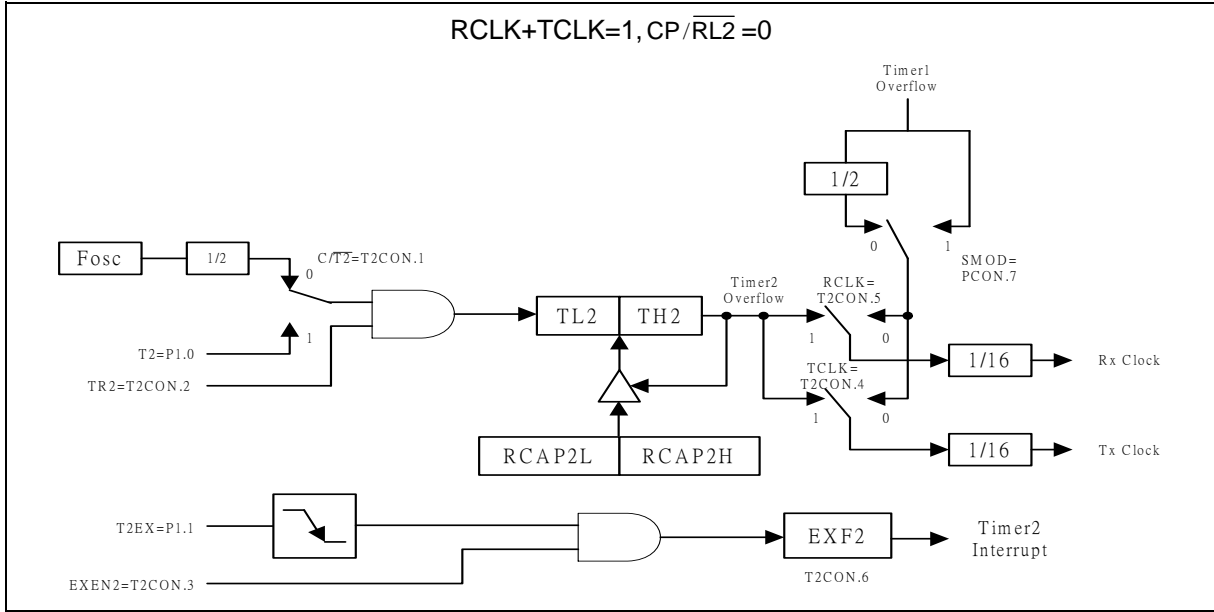 RCLK+TCLK=1, CP/R̅L̅2̅ =0
Timer1
Overflow
1/2
0
1
SMOD=
PCON.7
Fosc
1/2
C/T̅2̅=T2CON.1
0
1
T2=P1.0
TR2=T2CON.2
TL2
TH2
Timer2
Overflow
RCLK=
T2CON.5
1
0
1/16
Rx Clock
TCLK=
T2CON.4
1
0
1/16
Tx Clock
RCAP2L
RCAP2H
T2EX=P1.1
EXEN2=T2CON.3
EXF2
T2CON.6
Timer2
Interrupt